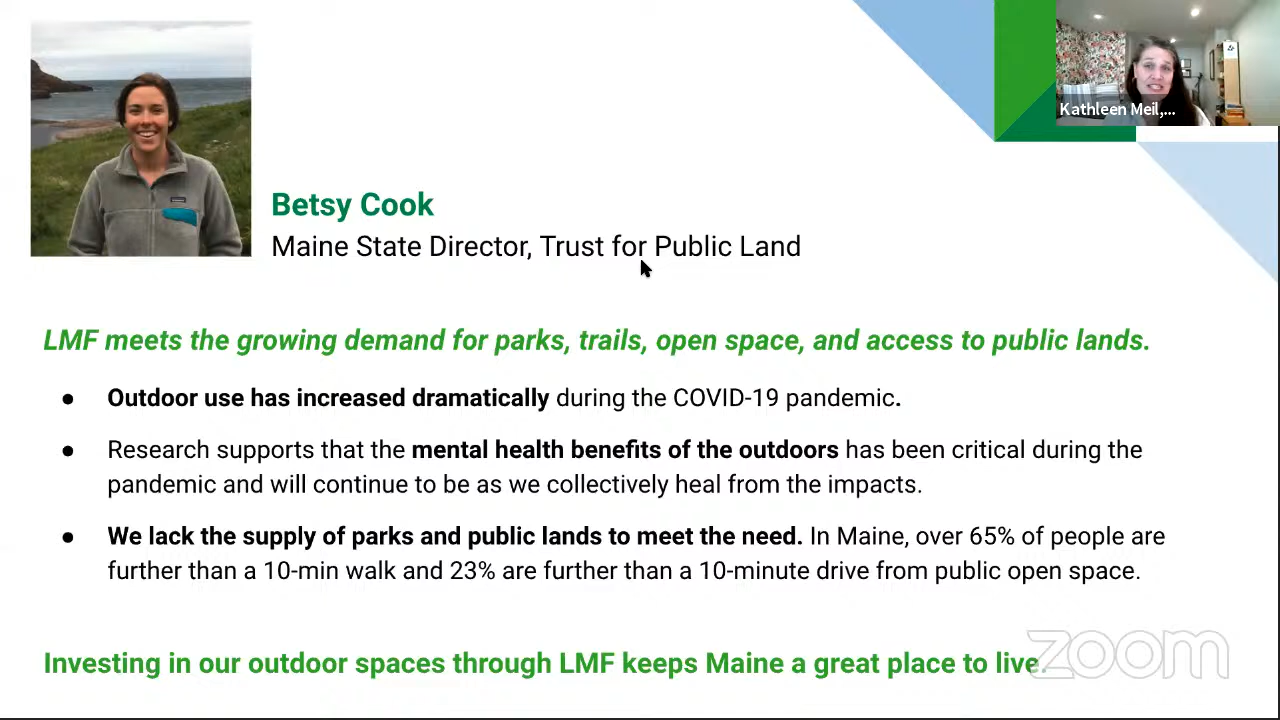 Kathleen Meil,...
Betsy Cook
Maine State Director, Trust for Public Land
LMF meets the growing demand for parks, trails, open space, and access to public lands.
● Outdoor use has increased dramatically during the COVID-19 pandemic.
● Research supports that the mental health benefits of the outdoors has been critical during the
pandemic and will continue to be as we collectively heal from the impacts.
● We lack the supply of parks and public lands to meet the need. In Maine, over 65% of people are
further than a 10-min walk and 23% are further than a 10-minute drive from public open space.
Investing in our outdoor spaces through LMF keeps Maine a great place to live.
zoom